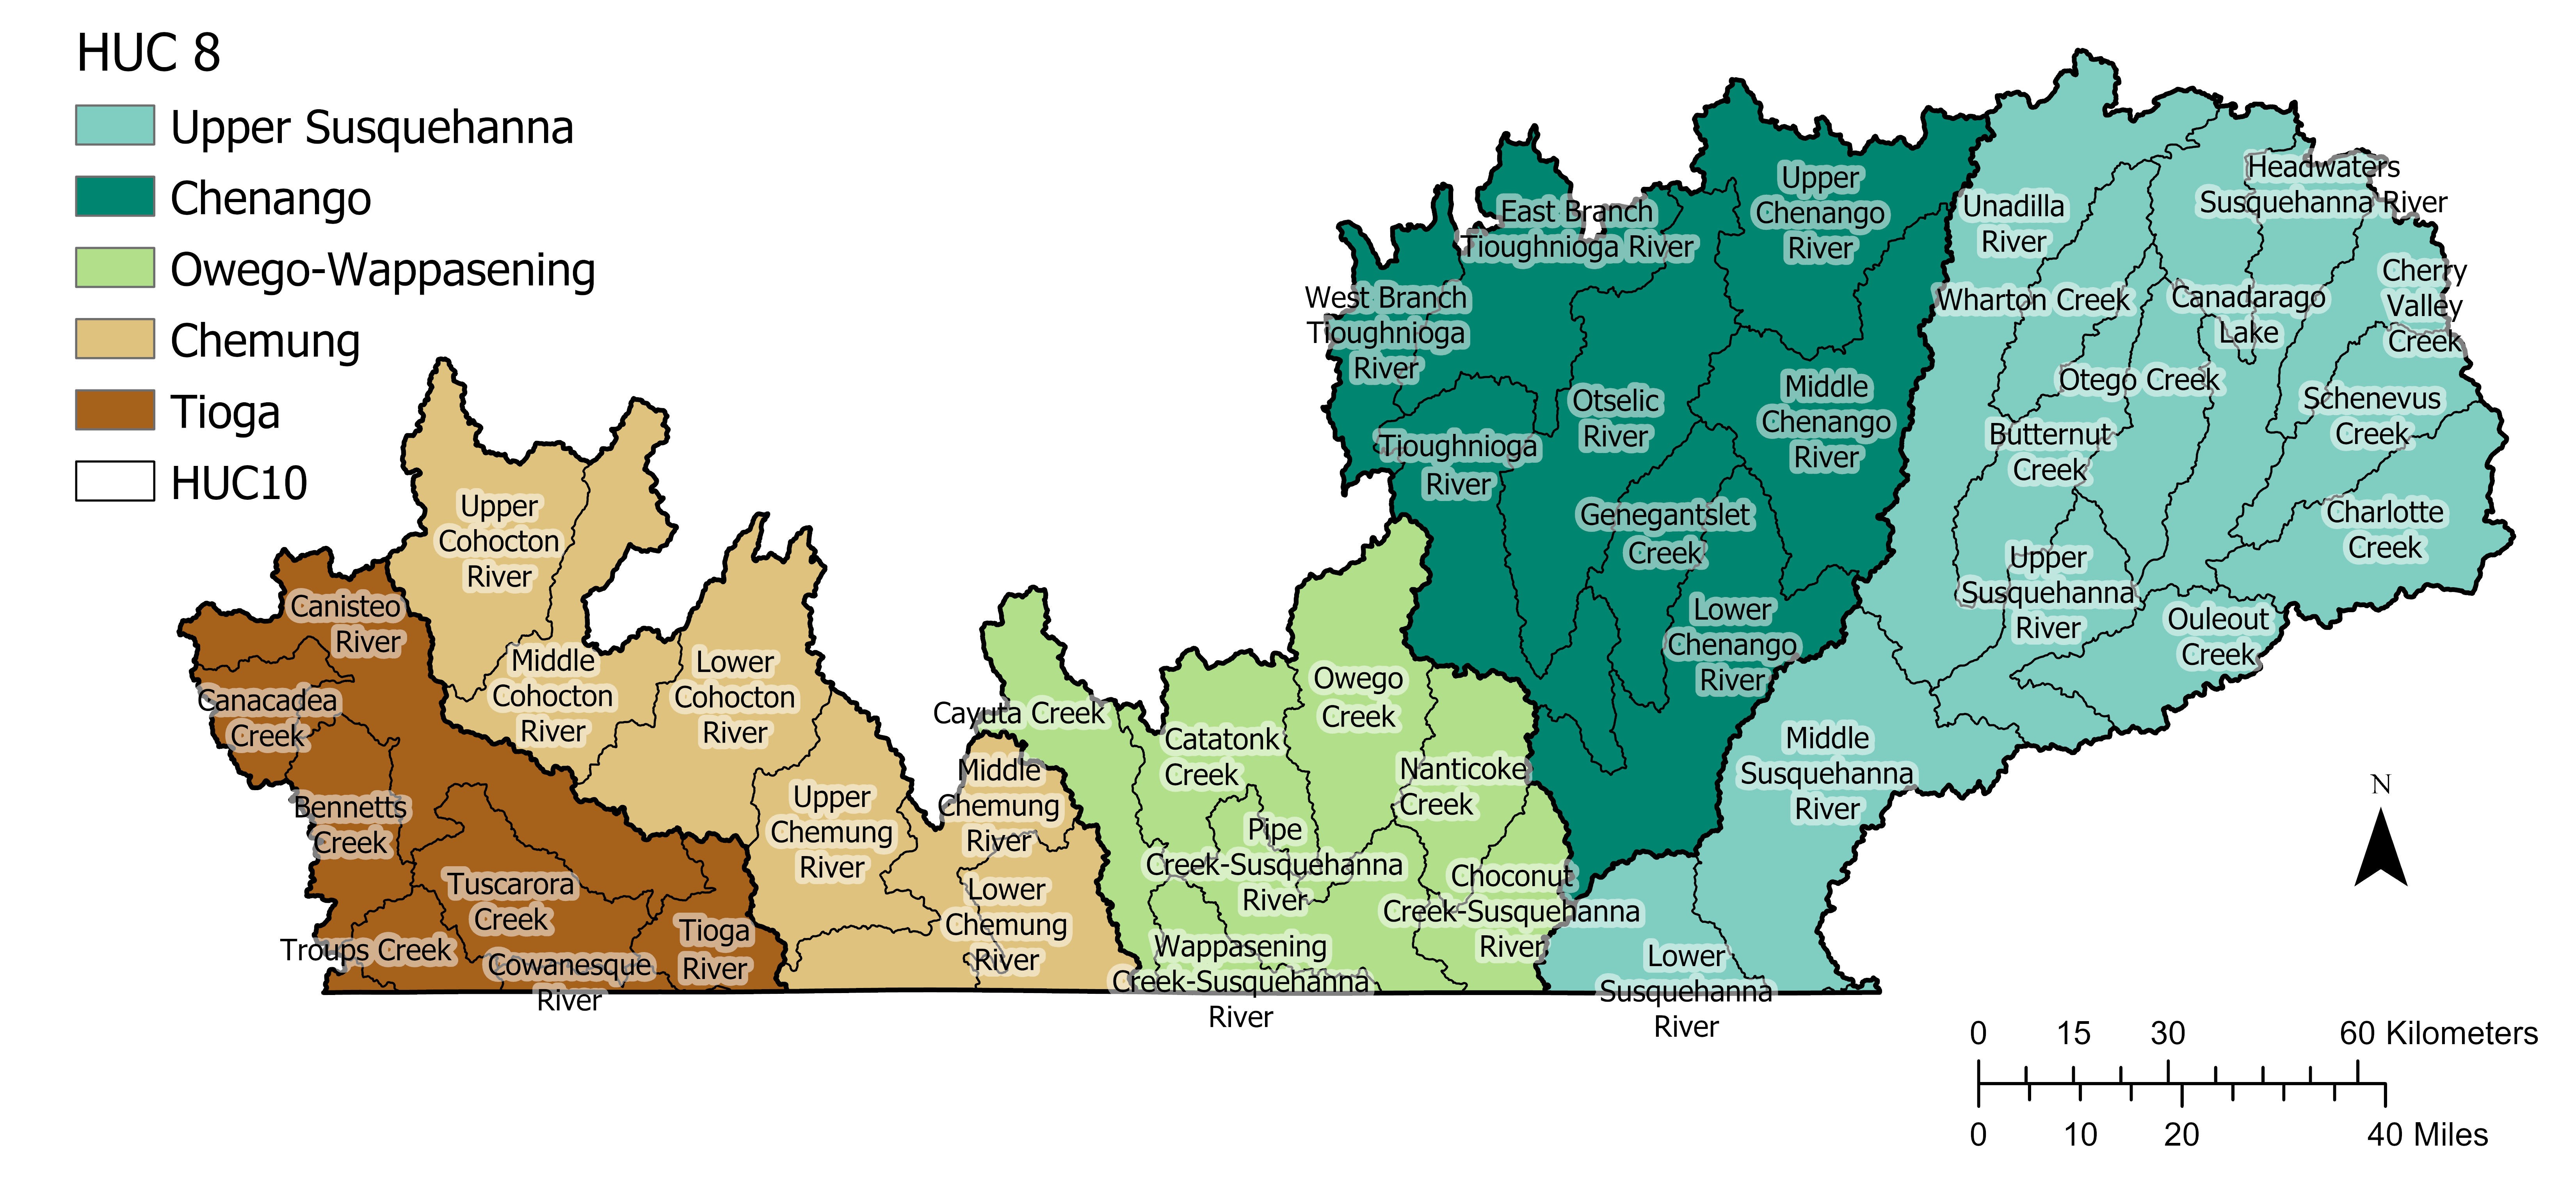 HUC 8
Upper Susquehanna
Chenango
Owego-Wappasening
Chemung
Tioga
HUC10
Upper
Cohocton
River
Canisteo
River
Canacadea
Creek
Middle
Cohocton
River
Lower
Cohocton
River
Bennetts
Creek
Upper
Chemung
River
Tuscarora
Creek
Troups Creek
Cowanesque
River
Tioga
River
Middle
Chemung
River
Lower
Chemung
River
Cayuta Creek
Catatonk
Creek
Owego
Creek
Nanticoke
Creek
Pipe
Creek-Susquehanna
River
Choconut
Creek-Susquehanna
River
Wappasening
Creek-Susquehanna
River
East Branch
Tioughnioga River
West Branch
Tioughnioga
River
Upper
Chenango
River
Otselic
River
Tioughnioga
River
Middle
Chenango
River
Genegantslet
Creek
Lower
Chenango
River
Headwaters
Susquehanna River
Unadilla
River
Wharton Creek
Canadarago
Lake
Cherry
Valley
Creek
Otego Creek
Schenevus
Creek
Butternut
Creek
Charlotte
Creek
Upper
Susquehanna
River
Ouleout
Creek
Middle
Susquehanna
River
Lower
Susquehanna
River
N
0 15 30 60 Kilometers
0 10 20 40 Miles